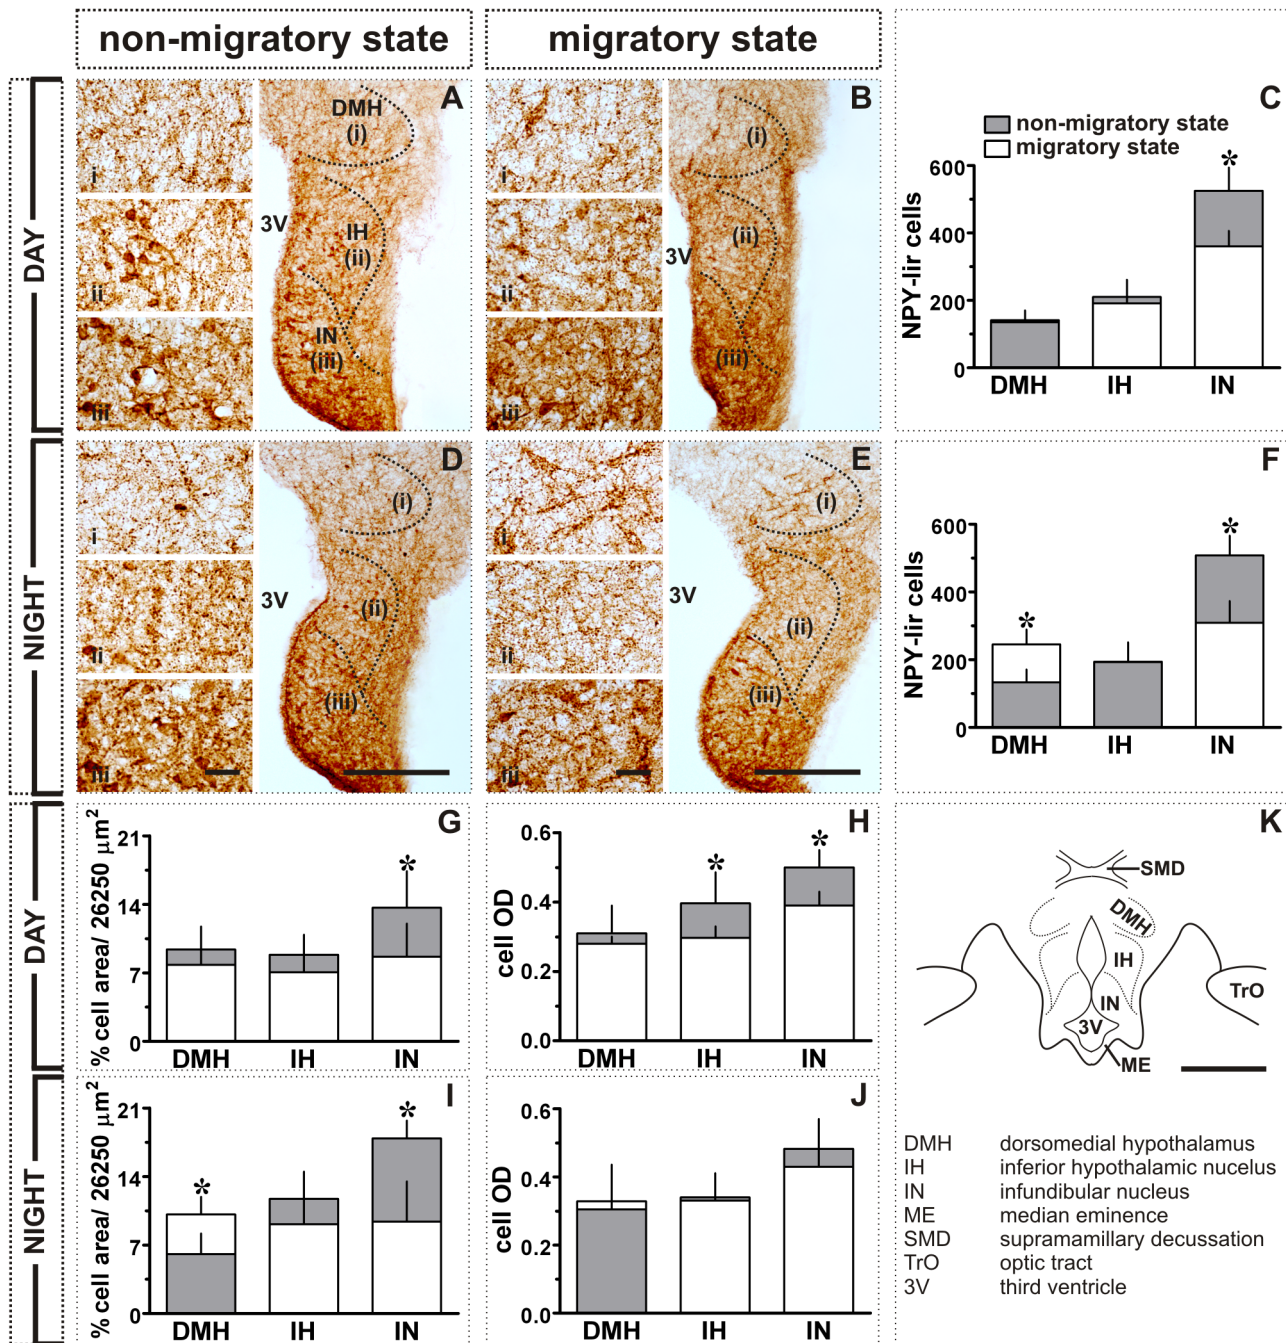 non-migratory state
migratory state
DAY
A
DMH
(i)
3V
IH
(ii)
IN
(iii)
i
ii
iii
B
(i)
3V
(ii)
(iii)
i
ii
iii
C
non-migratory state
migratory state
NPY-lir cells
600
400
200
0
*
DMH IH IN
NIGHT
D
(i)
3V
(ii)
(iii)
i
ii
iii
E
(i)
3V
(ii)
(iii)
i
ii
iii
F
NPY-lir cells
600
400
200
0
* *
DMH IH IN
DAY
G
% cell area/ 26250 μm²
21
14
7
0
*
DMH IH IN
H
cell OD
0.6
0.4
0.2
0.0
* *
DMH IH IN
K
SMD
DMH
IH
IN
TrO
3V
ME
NIGHT
I
% cell area/ 26250 μm²
21
14
7
0
* *
DMH IH IN
J
cell OD
0.6
0.4
0.2
0.0
DMH IH IN
DMH dorsomedial hypothalamus
IH inferior hypothalamic nucelus
IN infundibular nucleus
ME median eminence
SMD supramamillary decussation
TrO optic tract
3V third ventricle